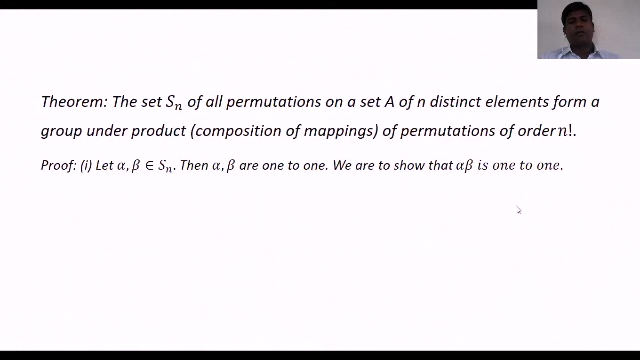 Theorem: The set Sₙ of all permutations on a set A of n distinct elements form a
group under product (composition of mappings) of permutations of order n!.
Proof: (i) Let α, β ∈ Sₙ. Then α, β are one to one. We are to show that αβ is one to one.